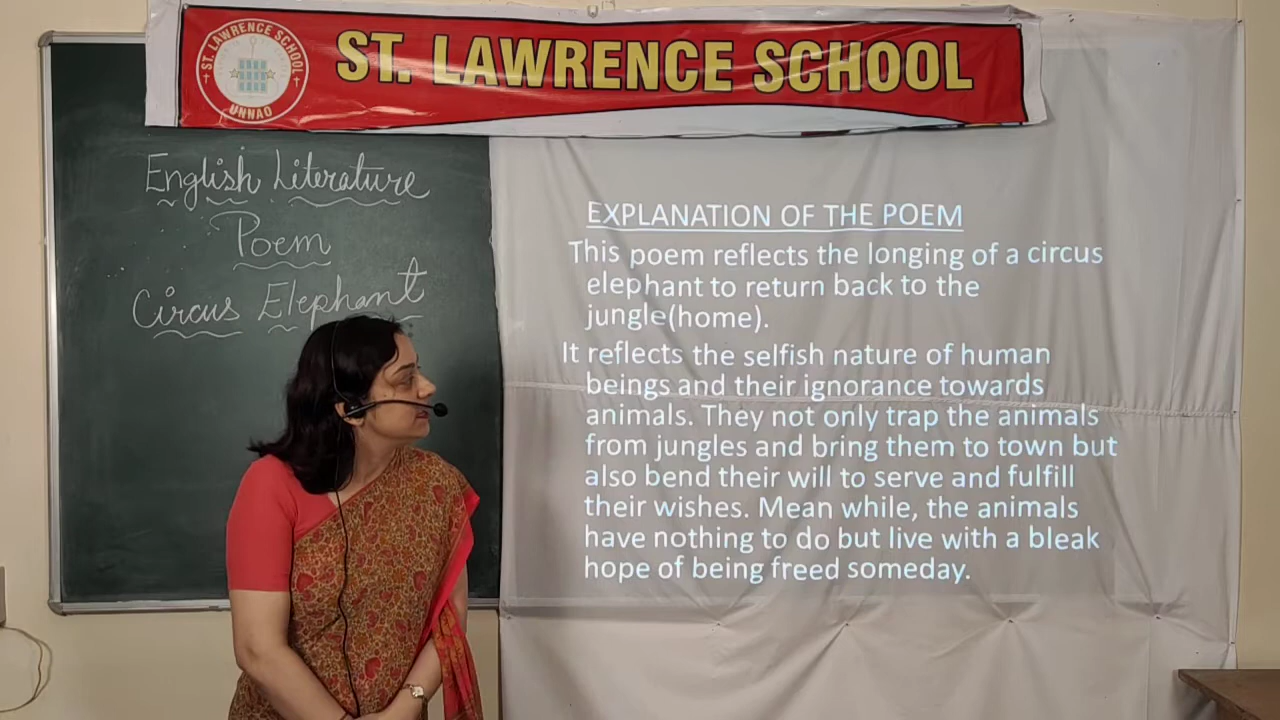 ST. LAWRENCE SCHOOL
ST. LAWRENCE SCHOOL
UNNAO
English Literature
Poem
Circus Elephant
EXPLANATION OF THE POEM
This poem reflects the longing of a circus
elephant to return back to the
jungle(home).
It reflects the selfish nature of human
beings and their ignorance towards
animals. They not only trap the animals
from jungles and bring them to town but
also bend their will to serve and fulfill
their wishes. Mean while, the animals
have nothing to do but live with a bleak
hope of being freed someday.